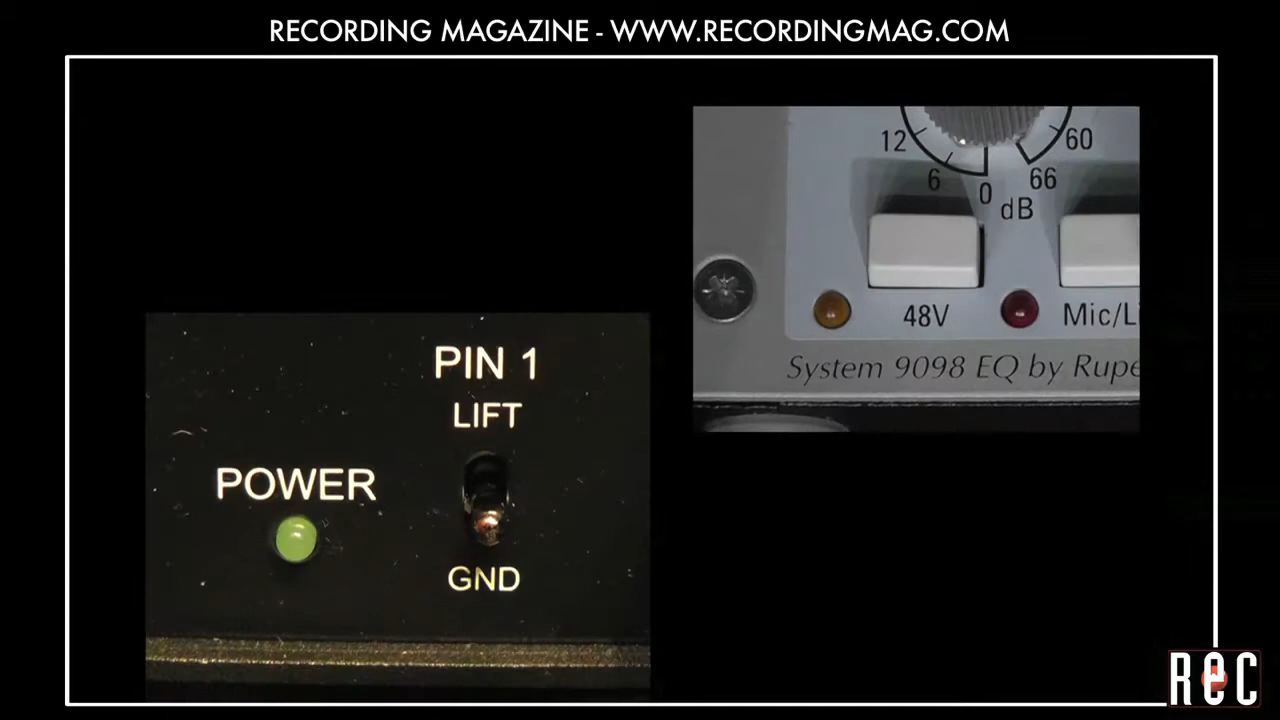 RECORDING MAGAZINE - WWW.RECORDINGMAG.COM
12
60
6
66
0
dB
48V
Mic/Li
System 9098 EQ by Rupe
PIN 1
LIFT
POWER
GND
REC